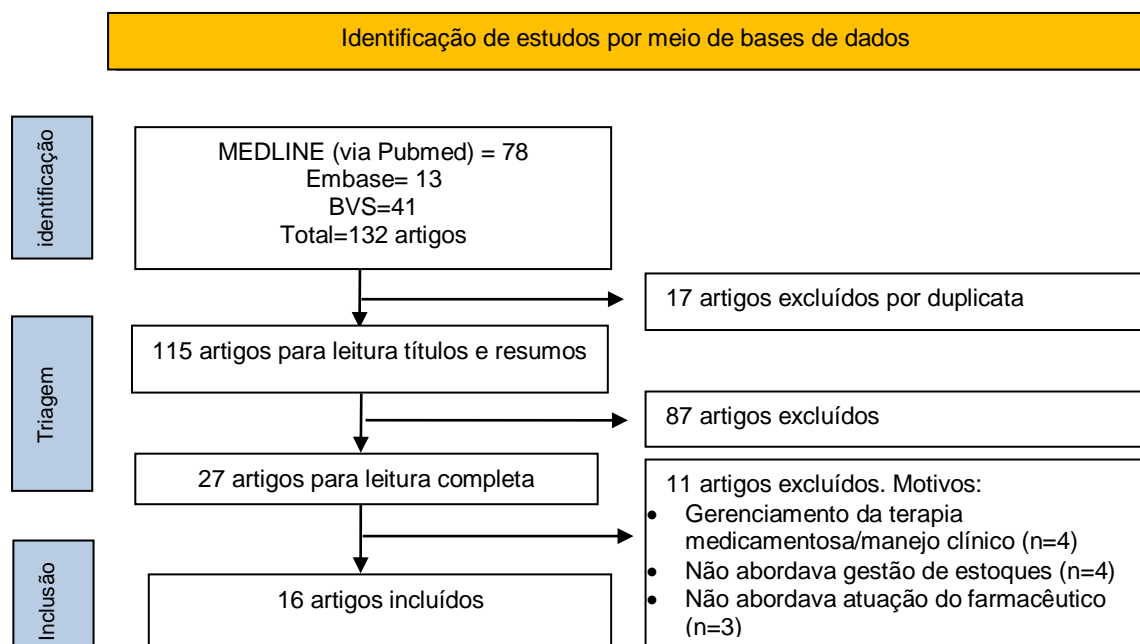 Identificação de estudos por meio de bases de dados
identificação
MEDLINE (via Pubmed) = 78
Embase= 13
BVS=41
Total=132 artigos
17 artigos excluídos por duplicata
Triagem
115 artigos para leitura títulos e resumos
87 artigos excluídos
27 artigos para leitura completa
11 artigos excluídos. Motivos:
• Gerenciamento da terapia
medicamentosa/manejo clínico (n=4)
• Não abordava gestão de estoques (n=4)
• Não abordava atuação do farmacêutico
(n=3)
Inclusão
16 artigos incluídos